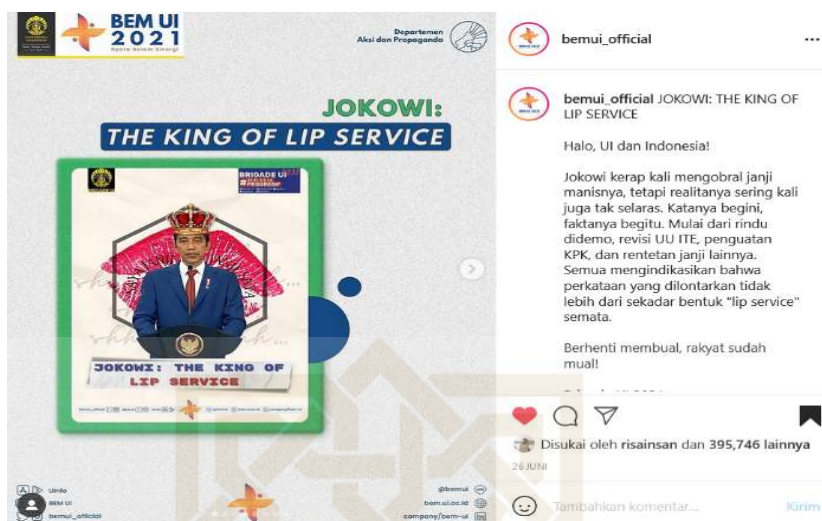 BEM UI
2021
Departemen
Aksi dan Propaganda
JOKOWI:
THE KING OF LIP SERVICE
BRIGADE UI
JOKOWI: THE KING OF
LIP SERVICE
BEM UI
bemui_official
@bemui
bem.ui.ac.id
company/bem-ui
bemui_official
bemui_official JOKOWI: THE KING OF
LIP SERVICE
Halo, UI dan Indonesia!
Jokowi kerap kali mengobral janji
manisnya, tetapi realitanya sering kali
juga tak selaras. Katanya begini,
faktanya begitu. Mulai dari rindu
didemo, revisi UU ITE, penguatan
KPK, dan rentetan janji lainnya.
Semua mengindikasikan bahwa
perkataan yang dilontarkan tidak
lebih dari sekadar bentuk "lip service"
semata.
Berhenti membual, rakyat sudah
mual!
Disukai oleh risainsan dan 395,746 lainnya
26 JUNI
Tambahkan komentar...
Kirim